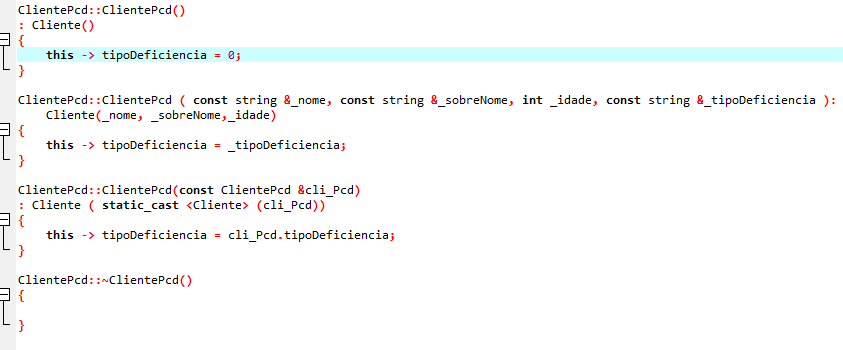 ClientePcd::ClientePcd()
: Cliente()
{
    this -> tipoDeficiencia = 0;
}

ClientePcd::ClientePcd ( const string &_nome, const string &_sobreNome, int _idade, const string &_tipoDeficiencia ):
    Cliente(_nome, _sobreNome,_idade)
{
    this -> tipoDeficiencia = _tipoDeficiencia;
}

ClientePcd::ClientePcd(const ClientePcd &cli_Pcd)
: Cliente ( static_cast <Cliente> (cli_Pcd))
{
    this -> tipoDeficiencia = cli_Pcd.tipoDeficiencia;
}

ClientePcd::~ClientePcd()
{

}